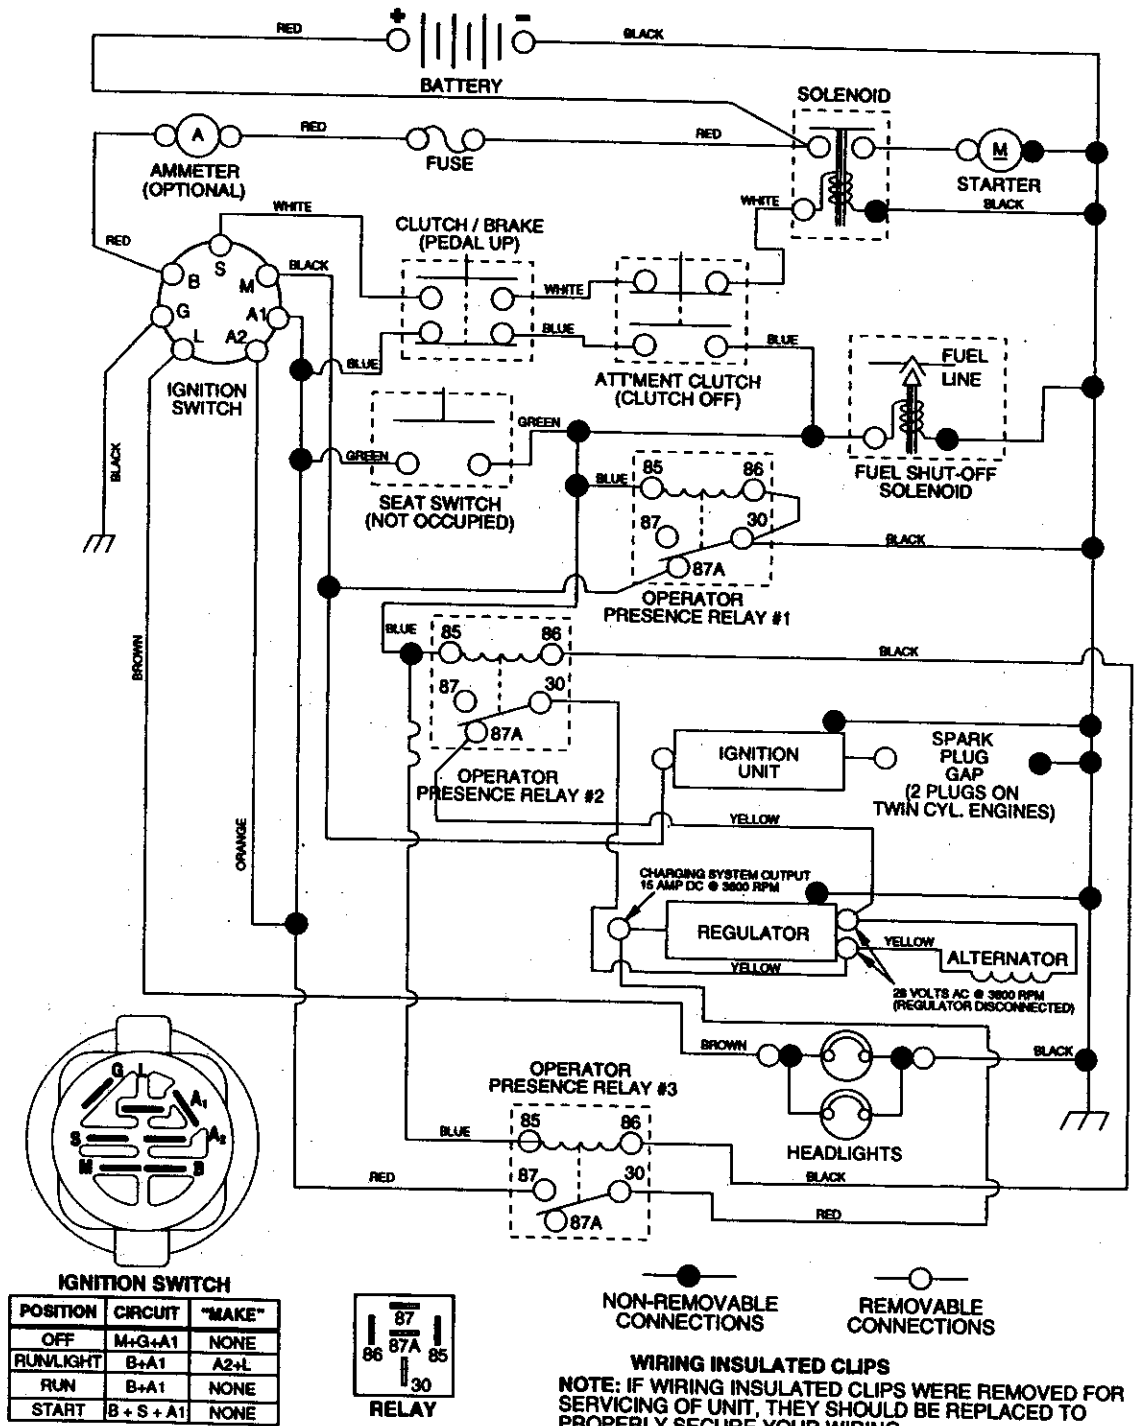 +
-
RED
BLACK
BATTERY
SOLENOID
A
RED
RED
M
AMMETER
(OPTIONAL)
FUSE
STARTER
WHITE
WHITE
BLACK
CLUTCH / BRAKE
(PEDAL UP)
RED
S
BLACK
B
M
WHITE
G
A1
L
A2
BLUE
BLUE
BLUE
IGNITION
SWITCH
ATT'MENT CLUTCH
(CLUTCH OFF)
FUEL
LINE
GREEN
GREEN
BLACK
SEAT SWITCH
(NOT OCCUPIED)
FUEL SHUT-OFF
SOLENOID
BLUE
85
86
87
30
87A
BLACK
OPERATOR
PRESENCE RELAY #1
BLUE
85
86
BLACK
BROWN
87
30
87A
OPERATOR
PRESENCE RELAY #2
IGNITION
UNIT
SPARK
PLUG
GAP
(2 PLUGS ON
TWIN CYL. ENGINES)
YELLOW
ORANGE
CHARGING SYSTEM OUTPUT
15 AMP DC @ 3600 RPM
REGULATOR
YELLOW
ALTERNATOR
YELLOW
28 VOLTS AC @ 3600 RPM
(REGULATOR DISCONNECTED)
BROWN
BLACK
HEADLIGHTS
OPERATOR
PRESENCE RELAY #3
BLUE
85
86
BLACK
RED
87
30
87A
RED
G L
A1
S
A2
M
B
IGNITION SWITCH
POSITION CIRCUIT "MAKE"
OFF M+G+A1 NONE
RUN/LIGHT B+A1 A2+L
RUN B+A1 NONE
START B + S + A1 NONE
87
87A
86
85
30
RELAY
NON-REMOVABLE
CONNECTIONS
REMOVABLE
CONNECTIONS
WIRING INSULATED CLIPS
NOTE: IF WIRING INSULATED CLIPS WERE REMOVED FOR
SERVICING OF UNIT, THEY SHOULD BE REPLACED TO
PROPERLY SECURE YOUR WIRING